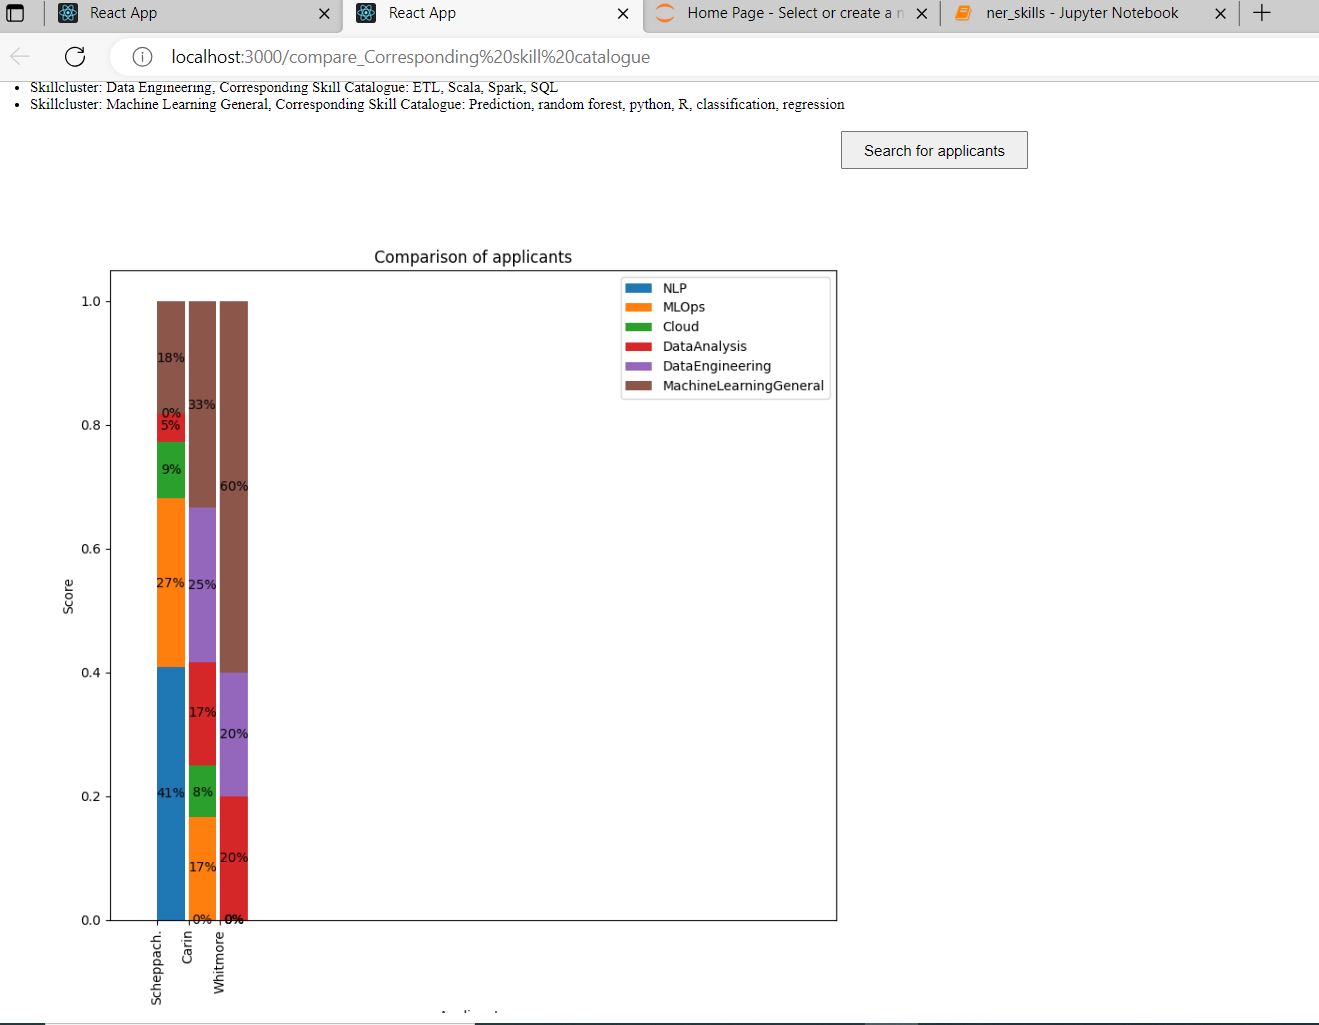 React App
React App
Home Page - Select or create a n
ner_skills - Jupyter Notebook
localhost:3000/compare_Corresponding%20skill%20catalogue
• Skillcluster: Data Engineering, Corresponding Skill Catalogue: ETL, Scala, Spark, SQL
• Skillcluster: Machine Learning General, Corresponding Skill Catalogue: Prediction, random forest, python, R, classification, regression
Search for applicants
Comparison of applicants
NLP
MLOps
Cloud
DataAnalysis
DataEngineering
MachineLearningGeneral
1.0
0.8
0.6
0.4
0.2
0.0
Score
18%
0%
5%
9%
27%
41%
33%
25%
17%
8%
17%
0%
60%
20%
20%
0%
Scheppach.
Carin
Whitmore